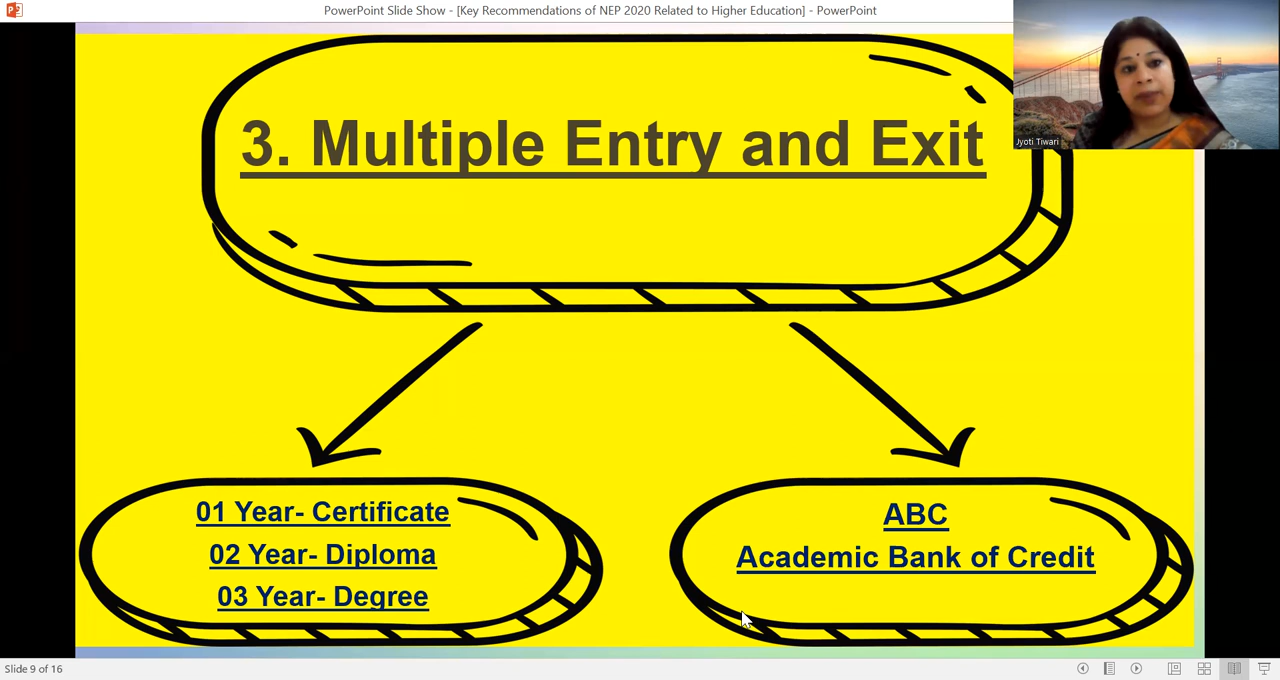 PowerPoint Slide Show - [Key Recommendations of NEP 2020 Related to Higher Education] - PowerPoint
Jyoti Tiwari
3. Multiple Entry and Exit
01 Year- Certificate
02 Year- Diploma
03 Year- Degree
ABC
Academic Bank of Credit
Slide 9 of 16